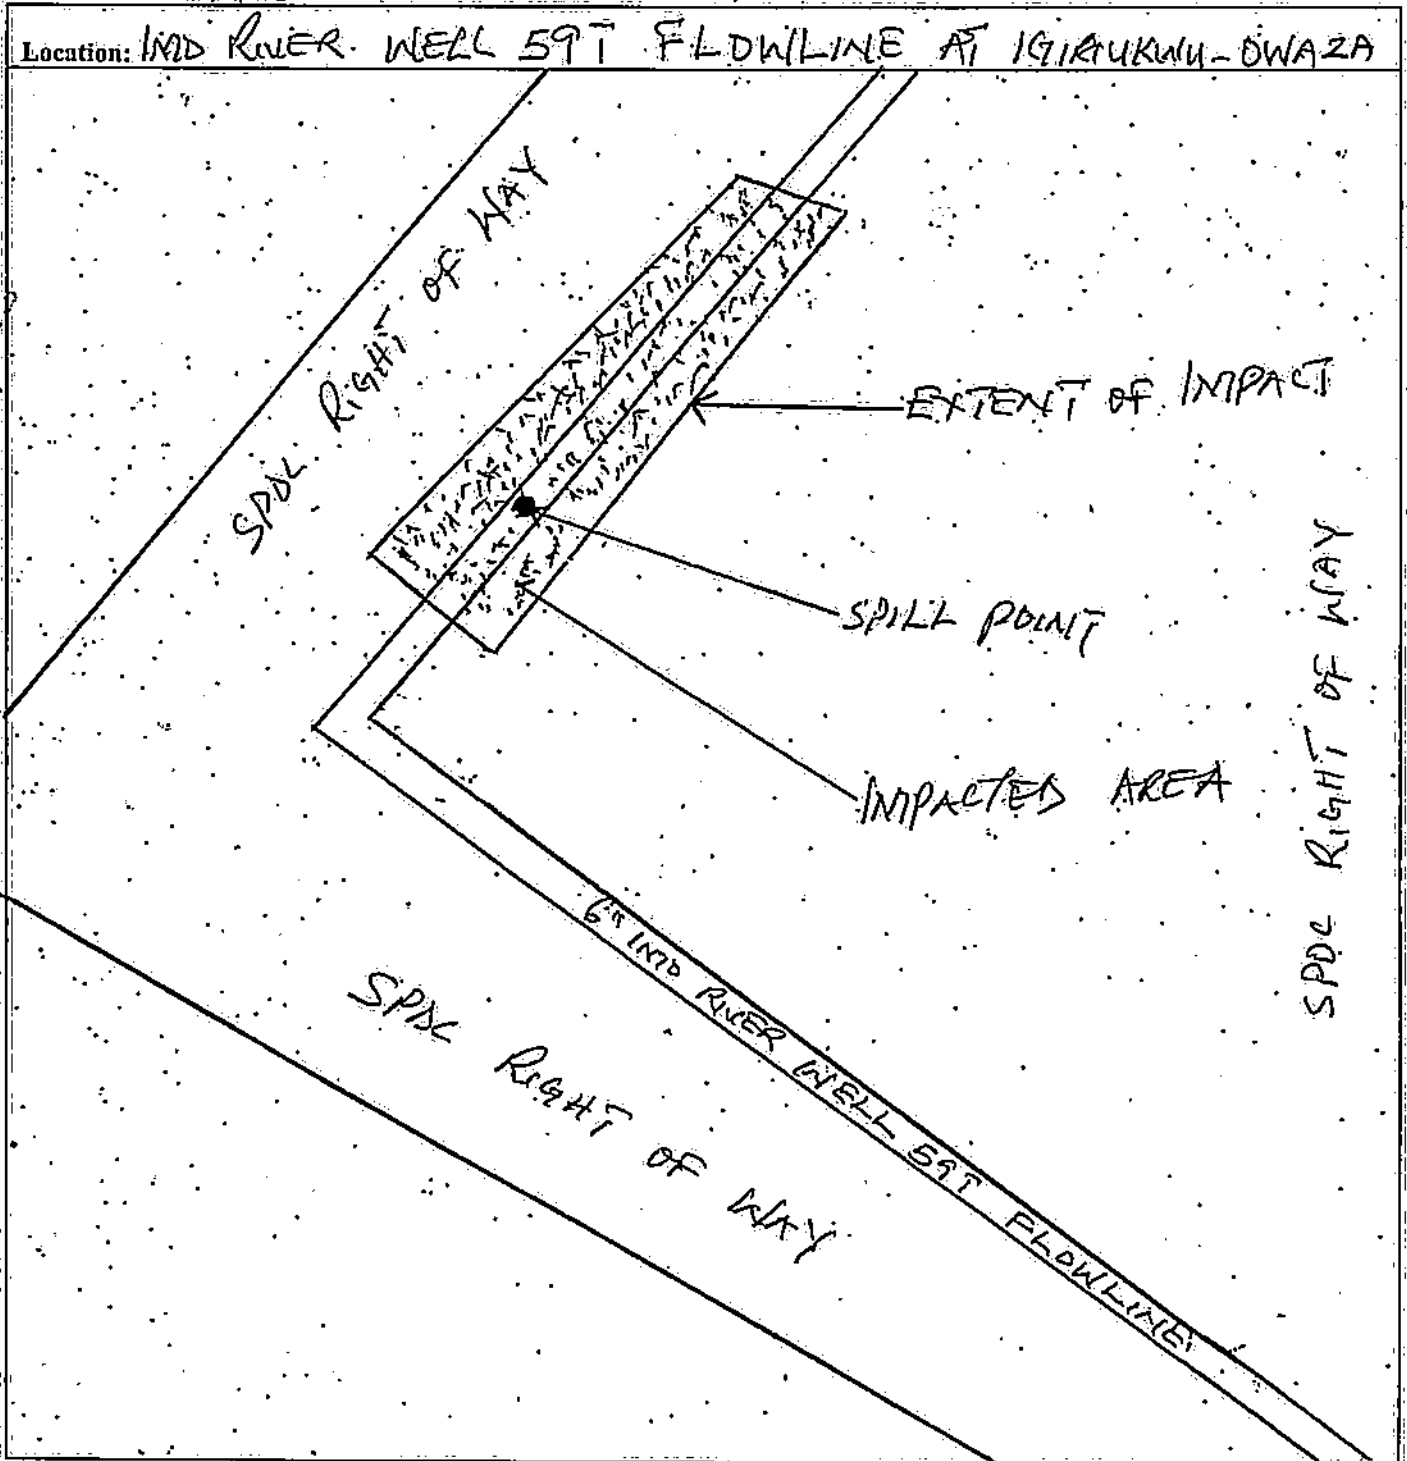 Location: IMO RIVER WELL 59T FLOWLINE AT IGIRIUKWU-OWAZA
SPDC RIGHT OF WAY
EXTENT OF IMPACT
SPILL POINT
SPDC RIGHT OF WAY
IMPACTED AREA
6" IMO RIVER WELL 59T FLOWLINE
SPDC RIGHT OF WAY